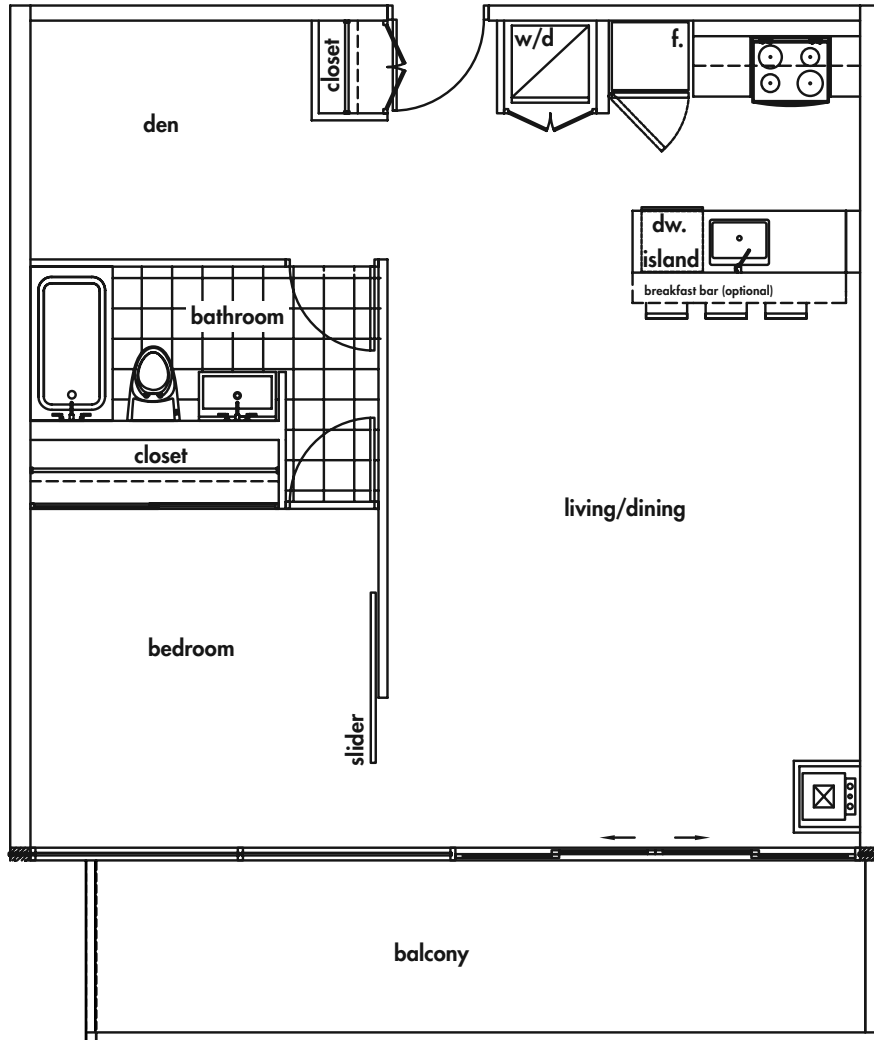 closet
w/d
f.
den
dw.
island
breakfast bar (optional)
bathroom
closet
living/dining
bedroom
slider
balcony